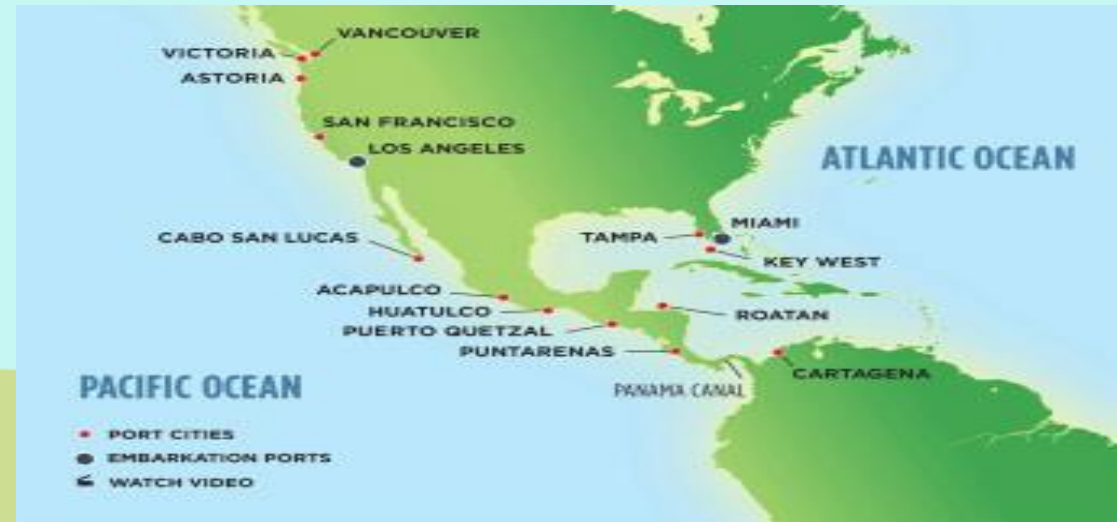 VANCOUVER
VICTORIA
ASTORIA
SAN FRANCISCO
LOS ANGELES
ATLANTIC OCEAN
CABO SAN LUCAS
TAMPA
MIAMI
KEY WEST
ACAPULCO
HUATULCO
ROATAN
PUERTO QUETZAL
PUNTARENAS
CARTAGENA
PANAMA CANAL
PACIFIC OCEAN
PORT CITIES
EMBARKATION PORTS
WATCH VIDEO